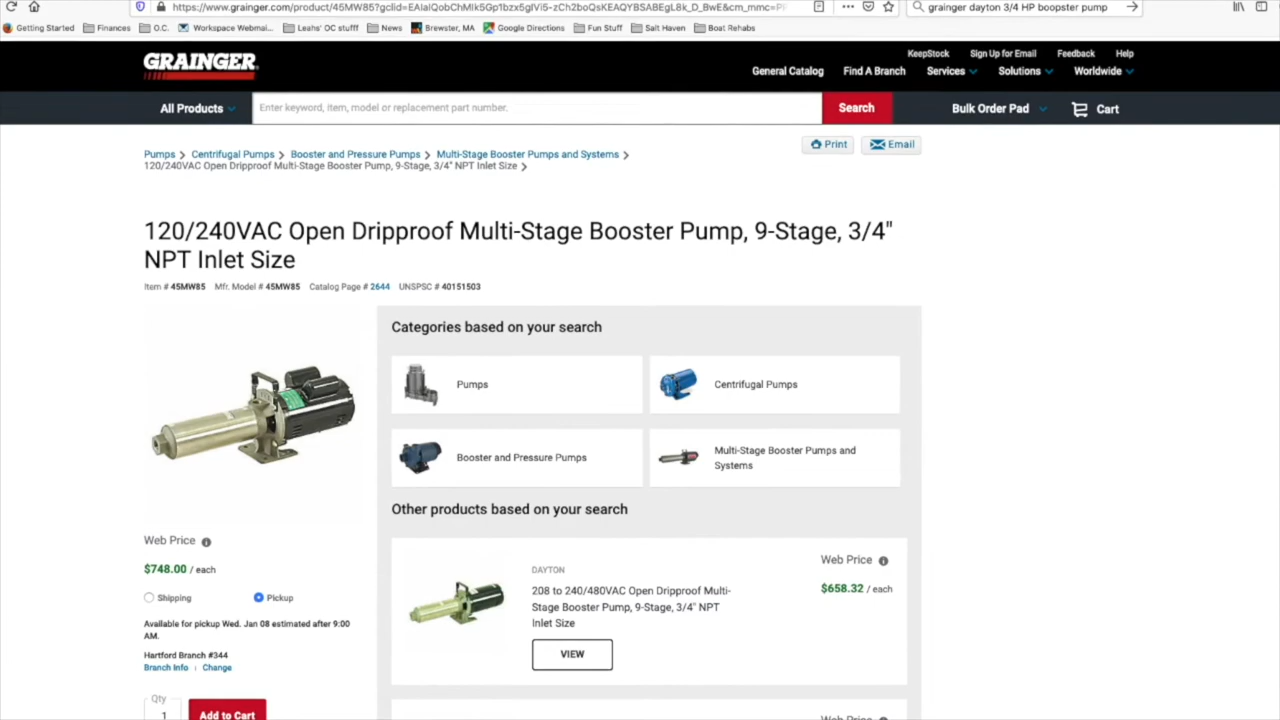 https://www.grainger.com/product/45MW85?gclid=EAIaIQobChMIk5Gp1bzx5gIVi5-zCh2boQsKEAQYBSABEgL8k_D_BwE&cm_mmc=PF
grainger dayton 3/4 HP boopster pump
Getting Started Finances O.C. Workspace Webmai... Leahs' OC stufff News Brewster, MA Google Directions Fun Stuff Salt Haven Boat Rehabs
GRAINGER
KeepStock Sign Up for Email Feedback Help
General Catalog Find A Branch Services Solutions Worldwide
All Products Enter keyword, item, model or replacement part number. Search Bulk Order Pad Cart
Pumps Centrifugal Pumps Booster and Pressure Pumps Multi-Stage Booster Pumps and Systems
120/240VAC Open Dripproof Multi-Stage Booster Pump, 9-Stage, 3/4" NPT Inlet Size
Print Email
120/240VAC Open Dripproof Multi-Stage Booster Pump, 9-Stage, 3/4"
NPT Inlet Size
Item # 45MW85 Mfr. Model # 45MW85 Catalog Page # 2644 UNSPSC # 40151503
Categories based on your search
Pumps
Centrifugal Pumps
Booster and Pressure Pumps
Multi-Stage Booster Pumps and
Systems
Other products based on your search
DAYTON
208 to 240/480VAC Open Dripproof Multi-
Stage Booster Pump, 9-Stage, 3/4" NPT
Inlet Size
VIEW
Web Price
$658.32 / each
Web Price
Web Price
$748.00 / each
Shipping Pickup
Available for pickup Wed. Jan 08 estimated after 9:00
AM.
Hartford Branch #344
Branch Info | Change
Qty
1
Add to Cart